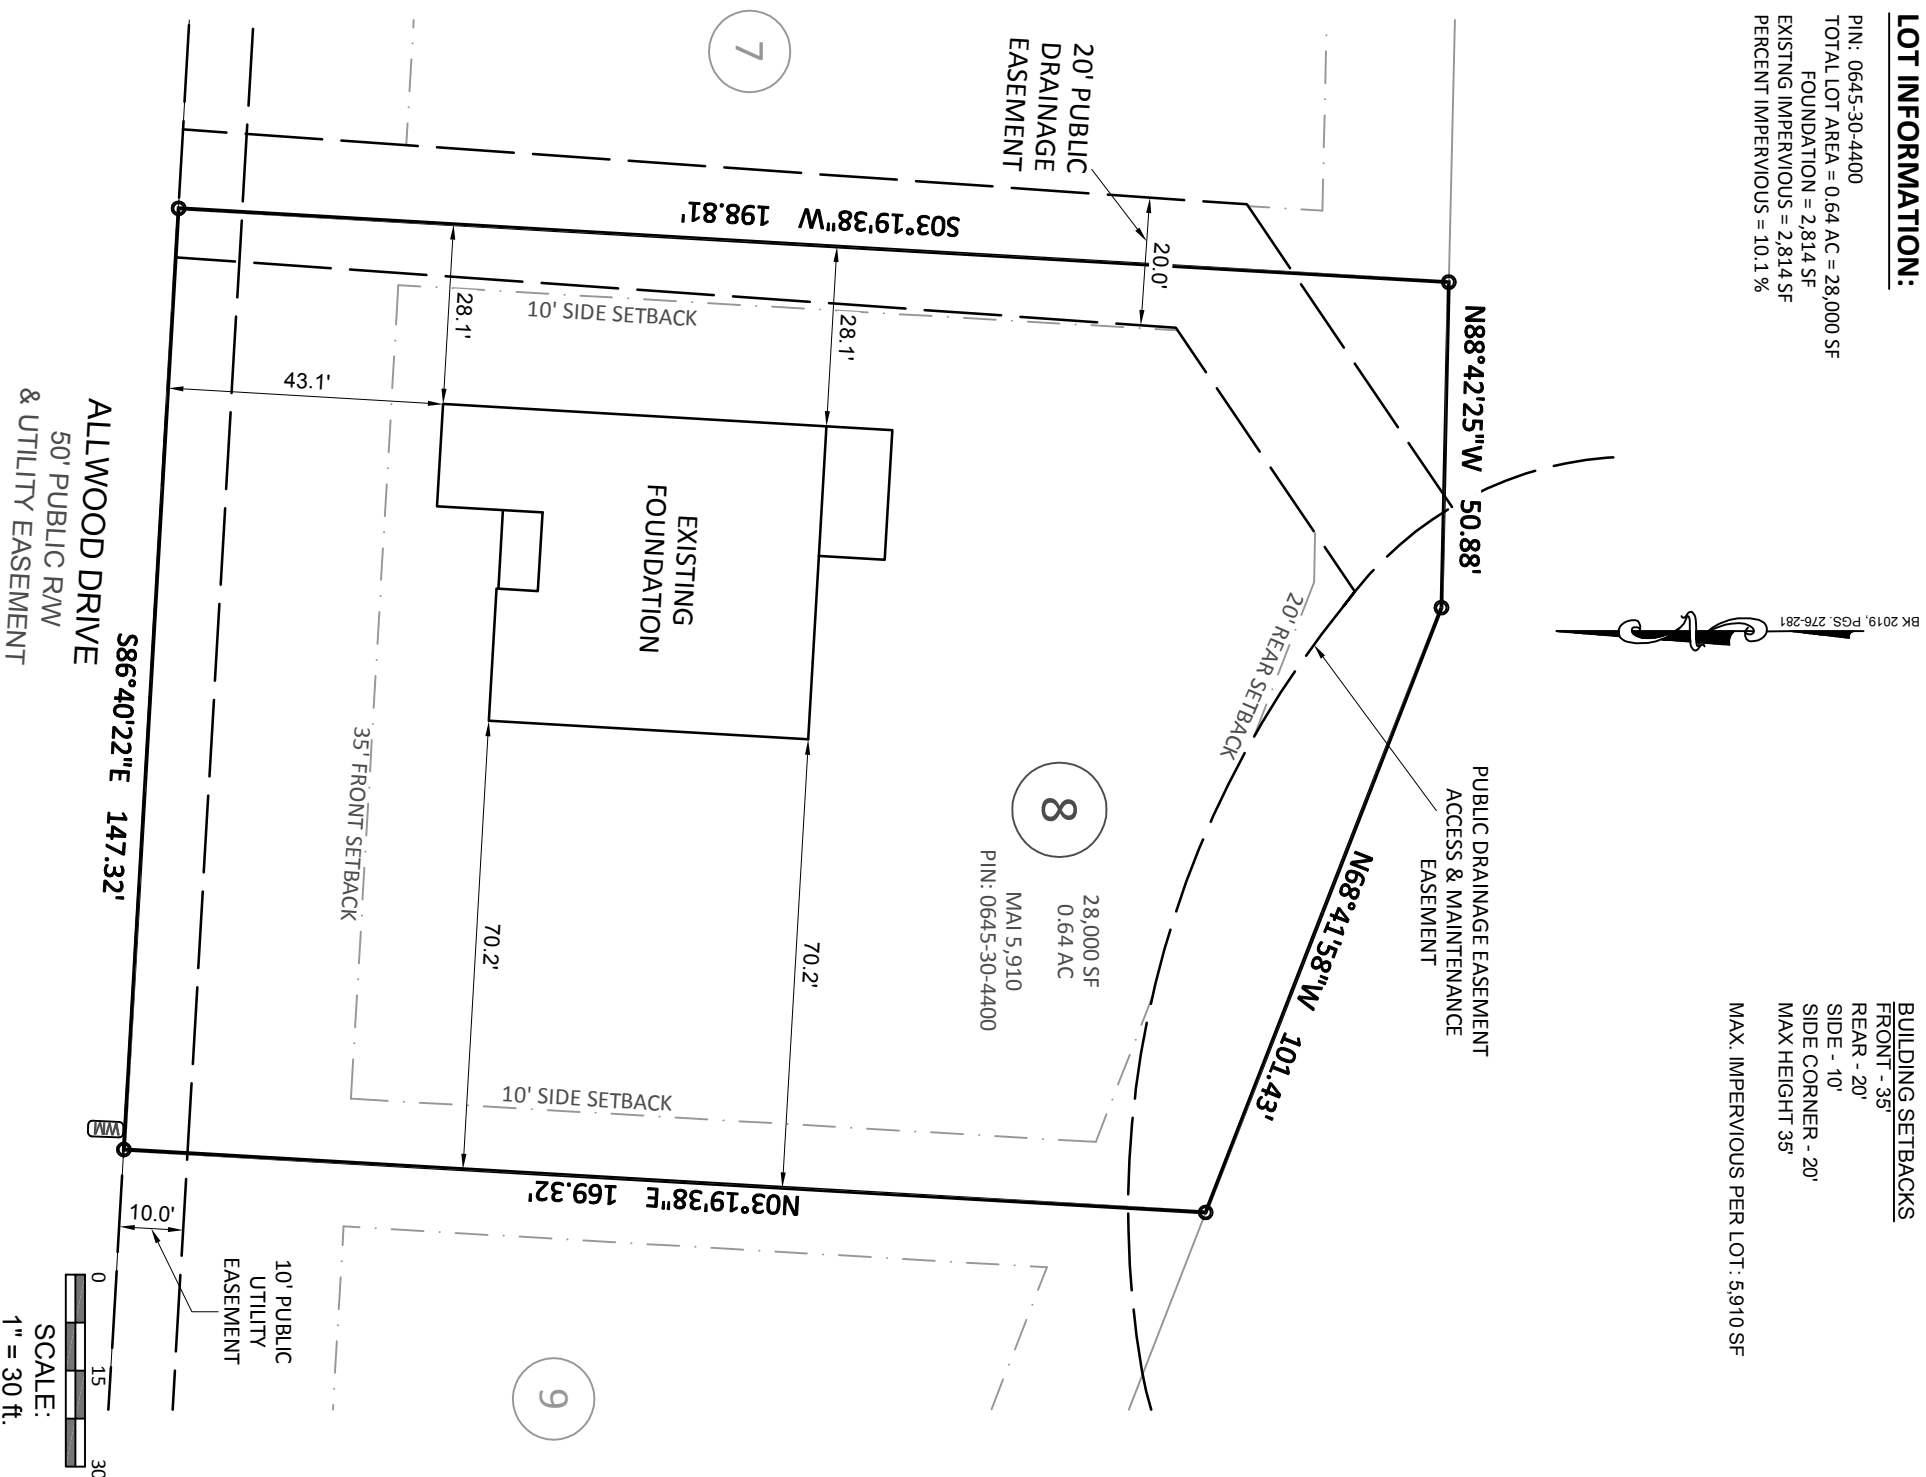 LOT INFORMATION:
PIN: 0645-30-4400
TOTAL LOT AREA = 0.64 AC = 28,000 SF
FOUNDATION = 2,814 SF
EXISTNG IMPERVIOUS = 2,814 SF
PERCENT IMPERVIOUS = 10.1 %
BK 2019, PGS. 276-281
BUILDING SETBACKS
FRONT - 35'
REAR - 20'
SIDE - 10'
SIDE CORNER - 20'
MAX HEIGHT 35'
MAX. IMPERVIOUS PER LOT: 5,910 SF
N88°42'25"W 50.88'
PUBLIC DRAINAGE EASEMENT
ACCESS & MAINTENANCE
EASEMENT
N68°41'58"W 101.43'
20' PUBLIC
DRAINAGE
EASEMENT
20.0'
20' REAR SETBACK
7
S03°19'38"W 198.81'
8
28,000 SF
0.64 AC
MAI 5,910
PIN: 0645-30-4400
28.1'
28.1'
10' SIDE SETBACK
EXISTING
FOUNDATION
70.2'
70.2'
10' SIDE SETBACK
N03°19'38"E 169.32'
9
43.1'
35' FRONT SETBACK
10' PUBLIC
UTILITY
EASEMENT
10.0'
WM
S86°40'22"E 147.32'
ALLWOOD DRIVE
50' PUBLIC R/W
& UTILITY EASEMENT
0 15 30
SCALE:
1" = 30 ft.